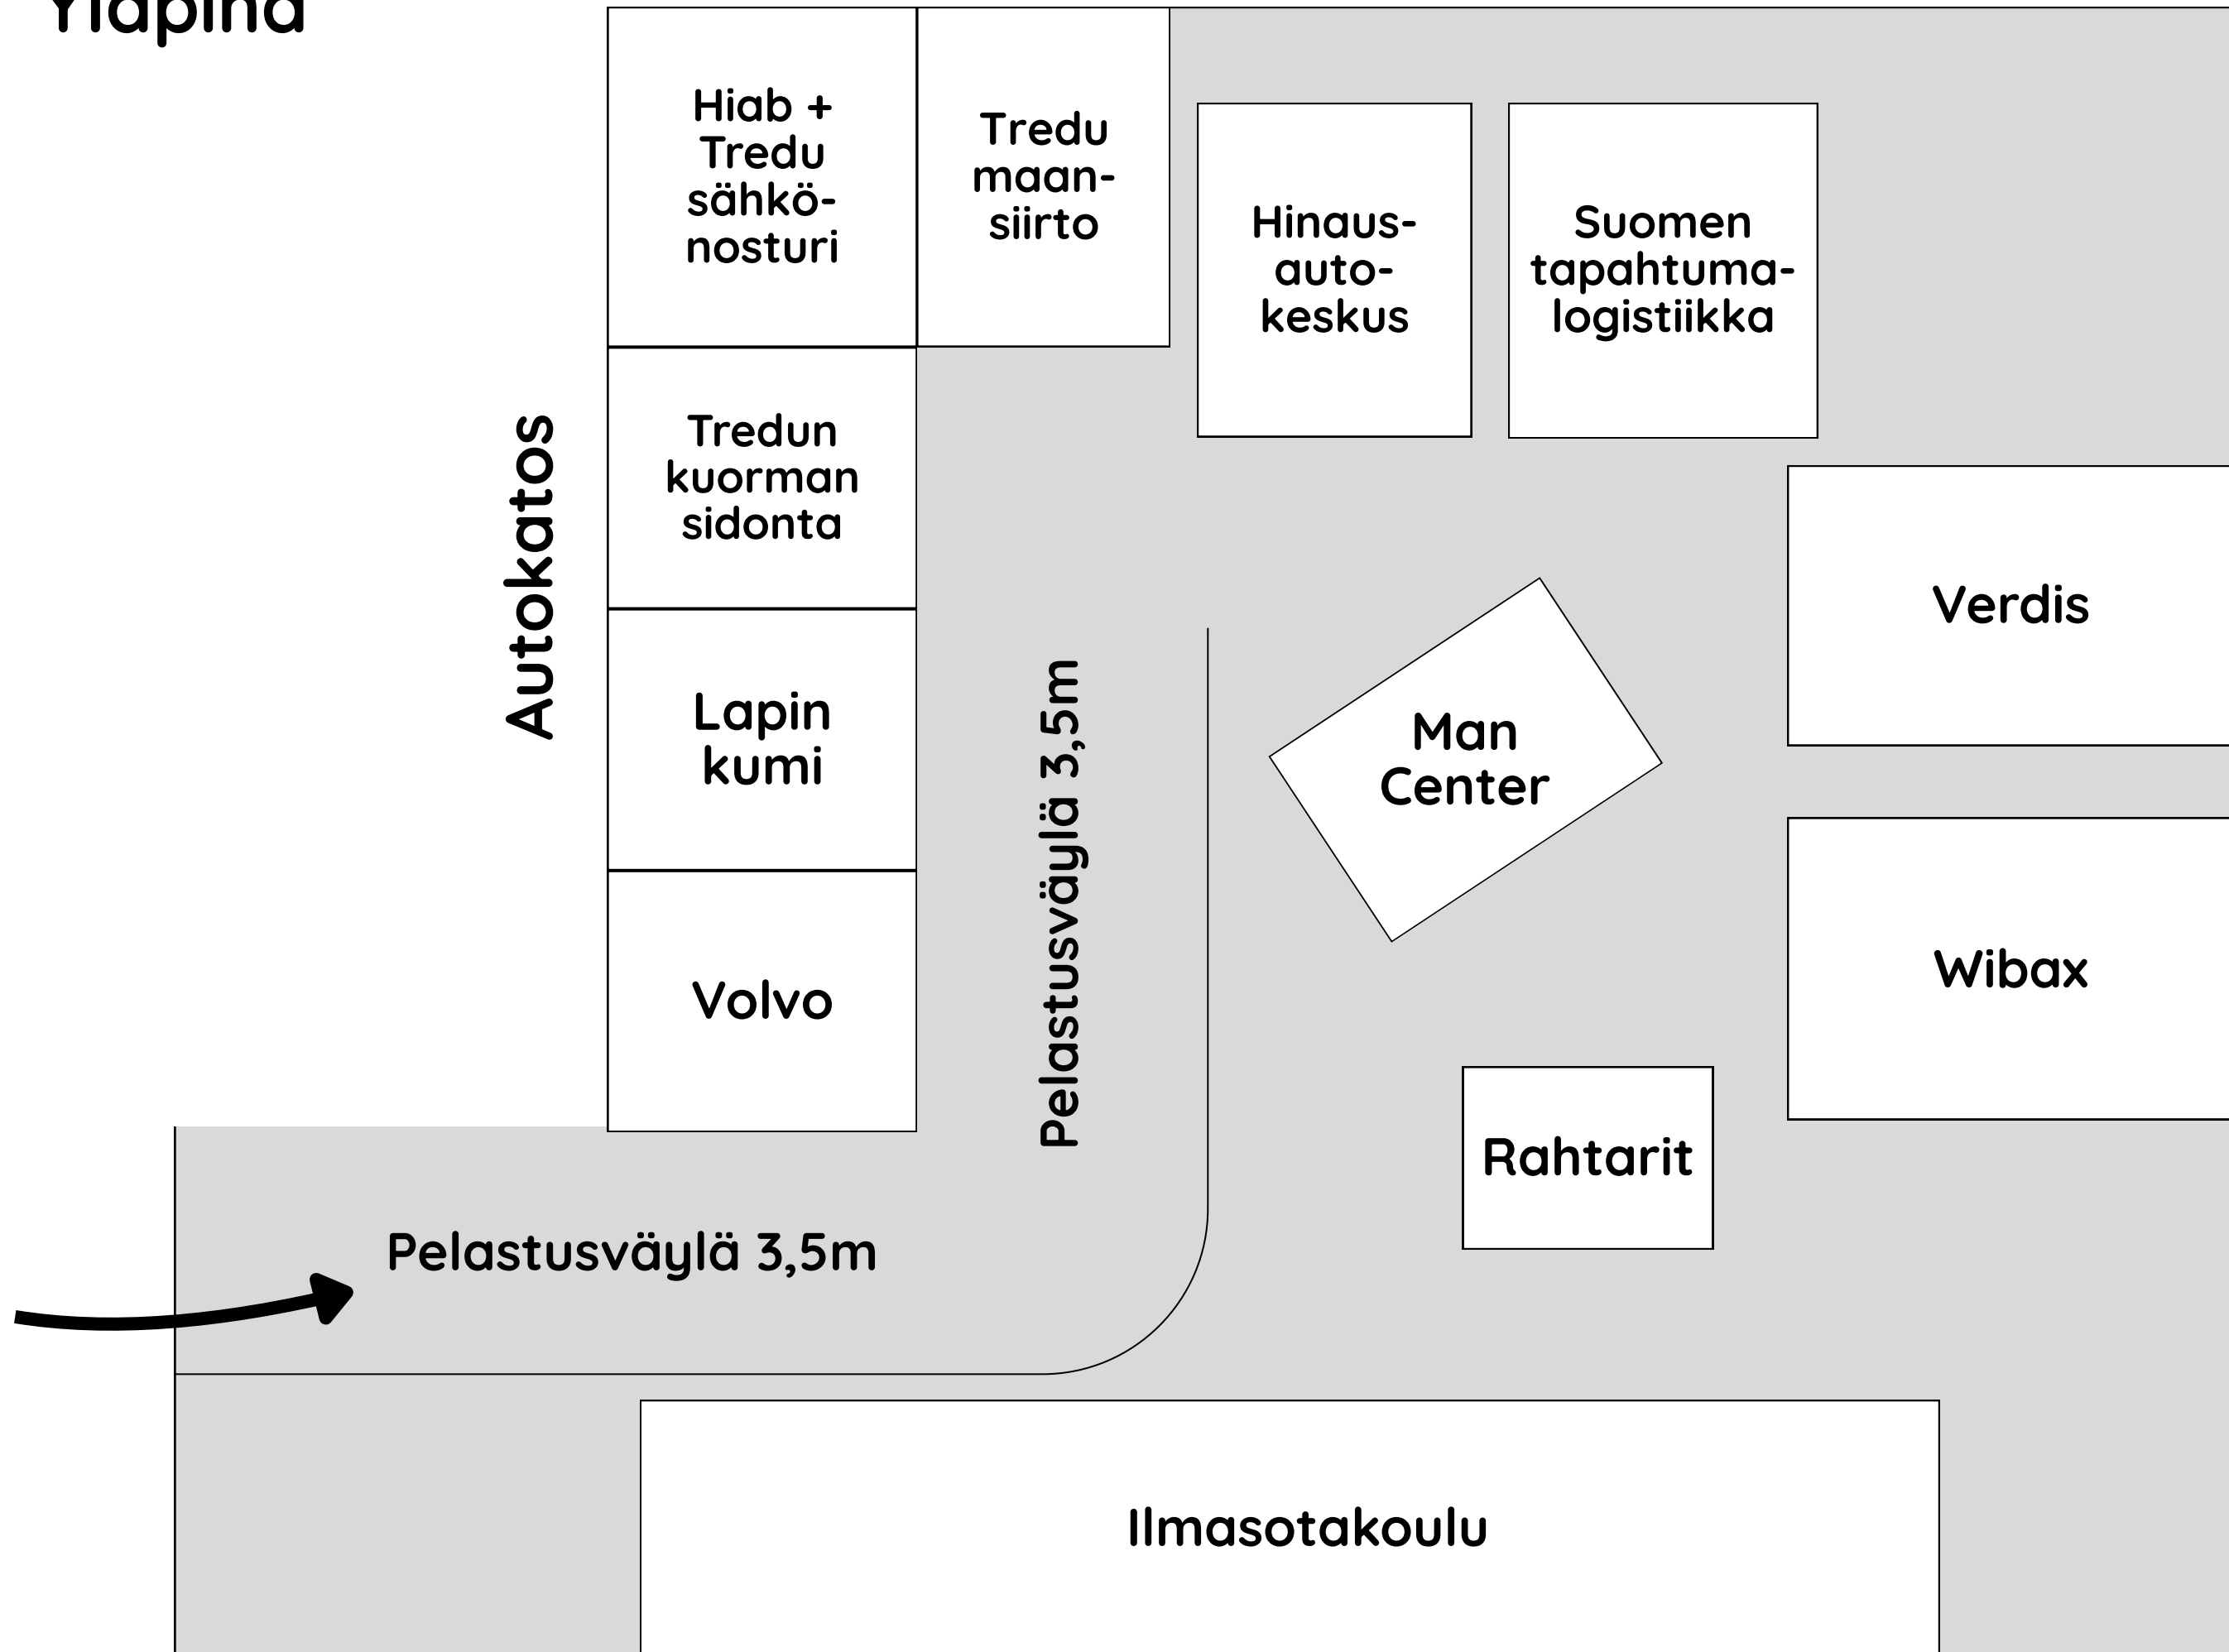 Yläpiha
Hiab +
Tredu
sähkö-
nosturi
Tredu
maan-
siirto
Hinaus-
auto-
keskus
Suomen
tapahtuma-
logistiikka
Autokatos
Tredun
kuorman
sidonta
Verdis
Lapin
kumi
Pelastusväylä 3,5m
Man
Center
Volvo
Wibax
Rahtarit
Pelastusväylä 3,5m
Ilmasotakoulu